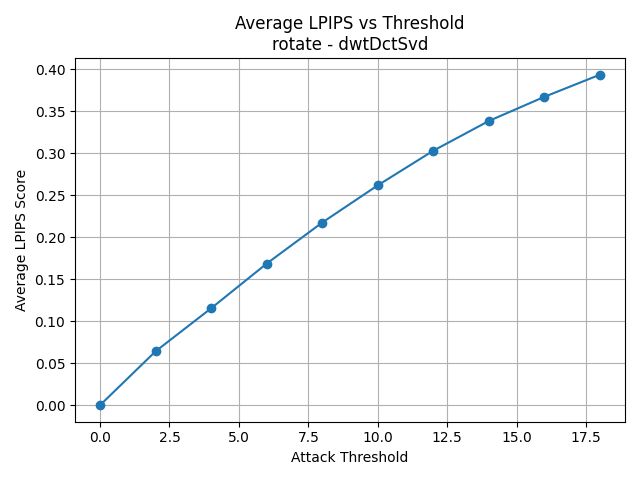 Average LPIPS vs Threshold
rotate - dwtDctSvd
Average LPIPS Score
0.40
0.35
0.30
0.25
0.20
0.15
0.10
0.05
0.00
0.0 2.5 5.0 7.5 10.0 12.5 15.0 17.5
Attack Threshold